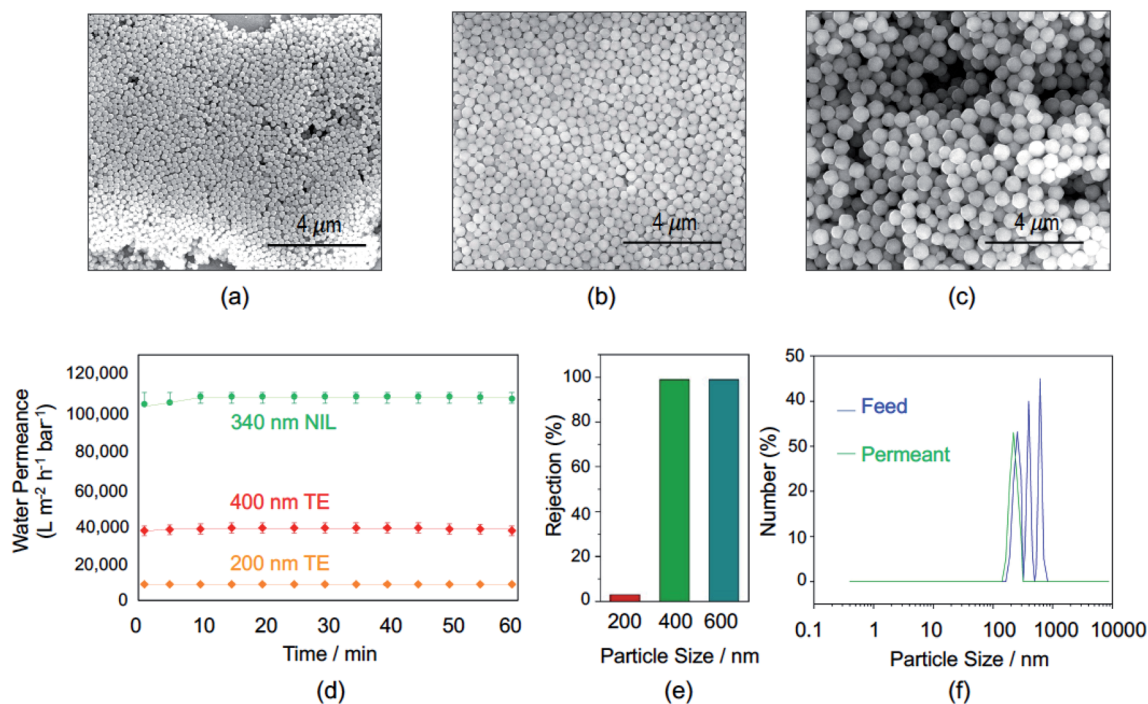 4 μm
4 μm
4 μm
(a)
(b)
(c)
Water Permeance
(L m⁻² h⁻¹ bar⁻¹)
120,000
100,000
80,000
60,000
40,000
20,000
0
340 nm NIL
400 nm TE
200 nm TE
0 10 20 30 40 50 60
Time / min
(d)
Rejection (%)
100
80
60
40
20
0
200 400 600
Particle Size / nm
(e)
Number (%)
50
40
50
20
10
0
Feed
Permeant
0.1 1 10 100 1000 10000
Particle Size / nm
(f)